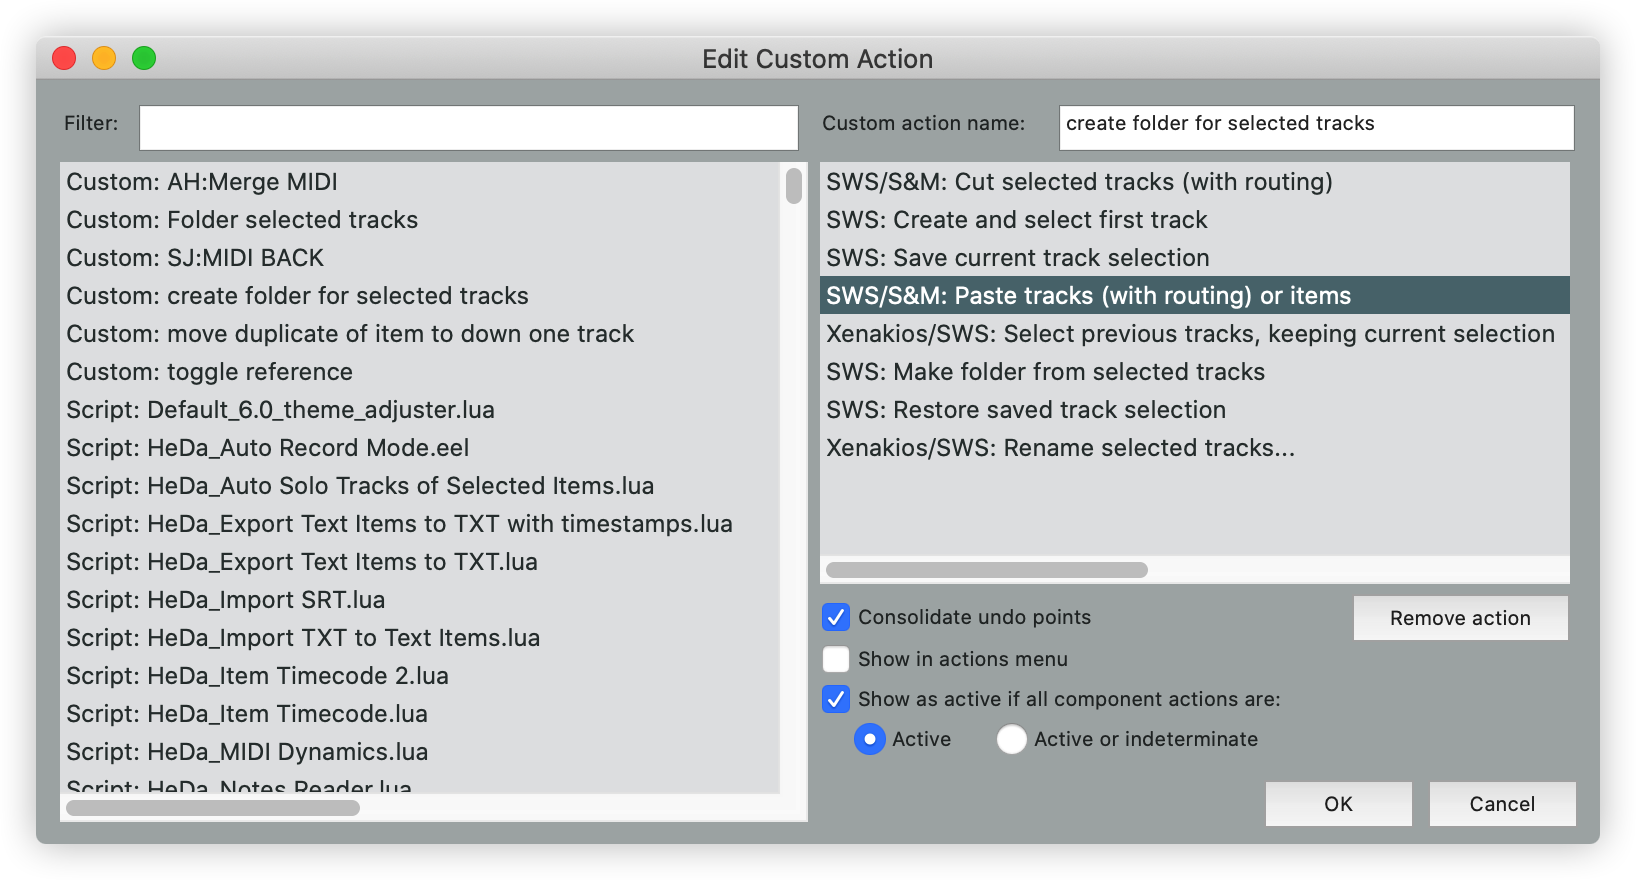 Edit Custom Action
Filter:
Custom action name: create folder for selected tracks
Custom: AH:Merge MIDI
Custom: Folder selected tracks
Custom: SJ:MIDI BACK
Custom: create folder for selected tracks
Custom: move duplicate of item to down one track
Custom: toggle reference
Script: Default_6.0_theme_adjuster.lua
Script: HeDa_Auto Record Mode.eel
Script: HeDa_Auto Solo Tracks of Selected Items.lua
Script: HeDa_Export Text Items to TXT with timestamps.lua
Script: HeDa_Export Text Items to TXT.lua
Script: HeDa_Import SRT.lua
Script: HeDa_Import TXT to Text Items.lua
Script: HeDa_Item Timecode 2.lua
Script: HeDa_Item Timecode.lua
Script: HeDa_MIDI Dynamics.lua
Script: HeDa_Notes Reader.lua
SWS/S&M: Cut selected tracks (with routing)
SWS: Create and select first track
SWS: Save current track selection
SWS/S&M: Paste tracks (with routing) or items
Xenakios/SWS: Select previous tracks, keeping current selection
SWS: Make folder from selected tracks
SWS: Restore saved track selection
Xenakios/SWS: Rename selected tracks...
Consolidate undo points
Remove action
Show in actions menu
Show as active if all component actions are:
Active
Active or indeterminate
OK
Cancel